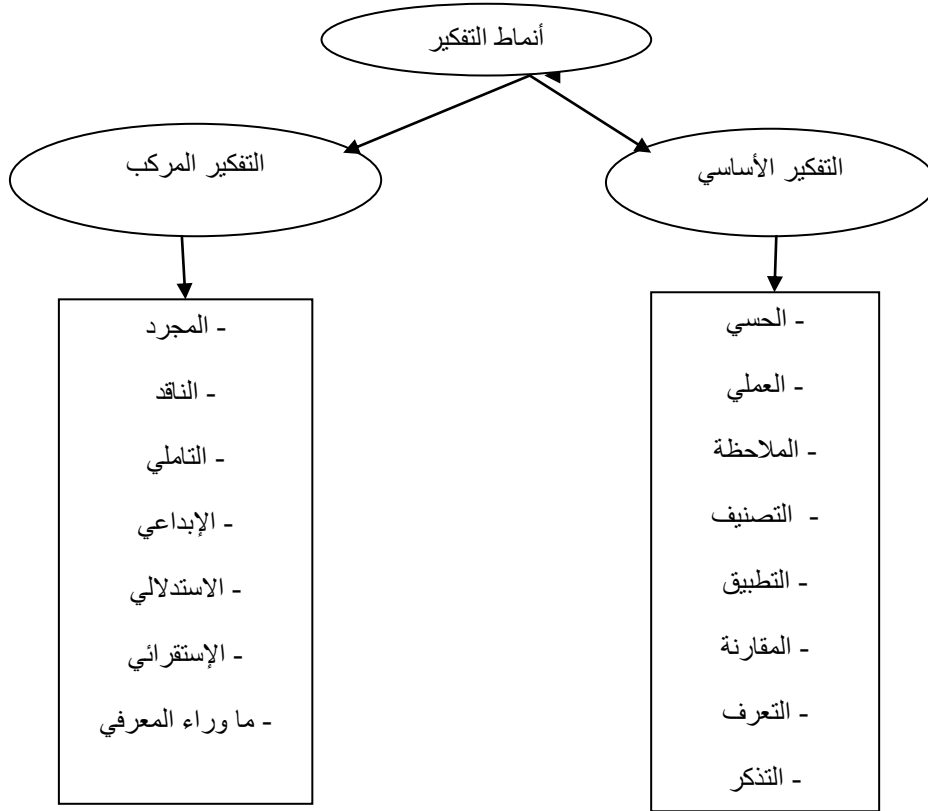 أنماط التفكير
التفكير الأساسي
التفكير المركب
- الحسي
- العملي
- الملاحظة
- التصنيف
- التطبيق
- المقارنة
- التعرف
- التذكر
- المجرد
- الناقد
- التاملي
- الإبداعي
- الاستدلالي
- الإستقرائي
- ما وراء المعرفي